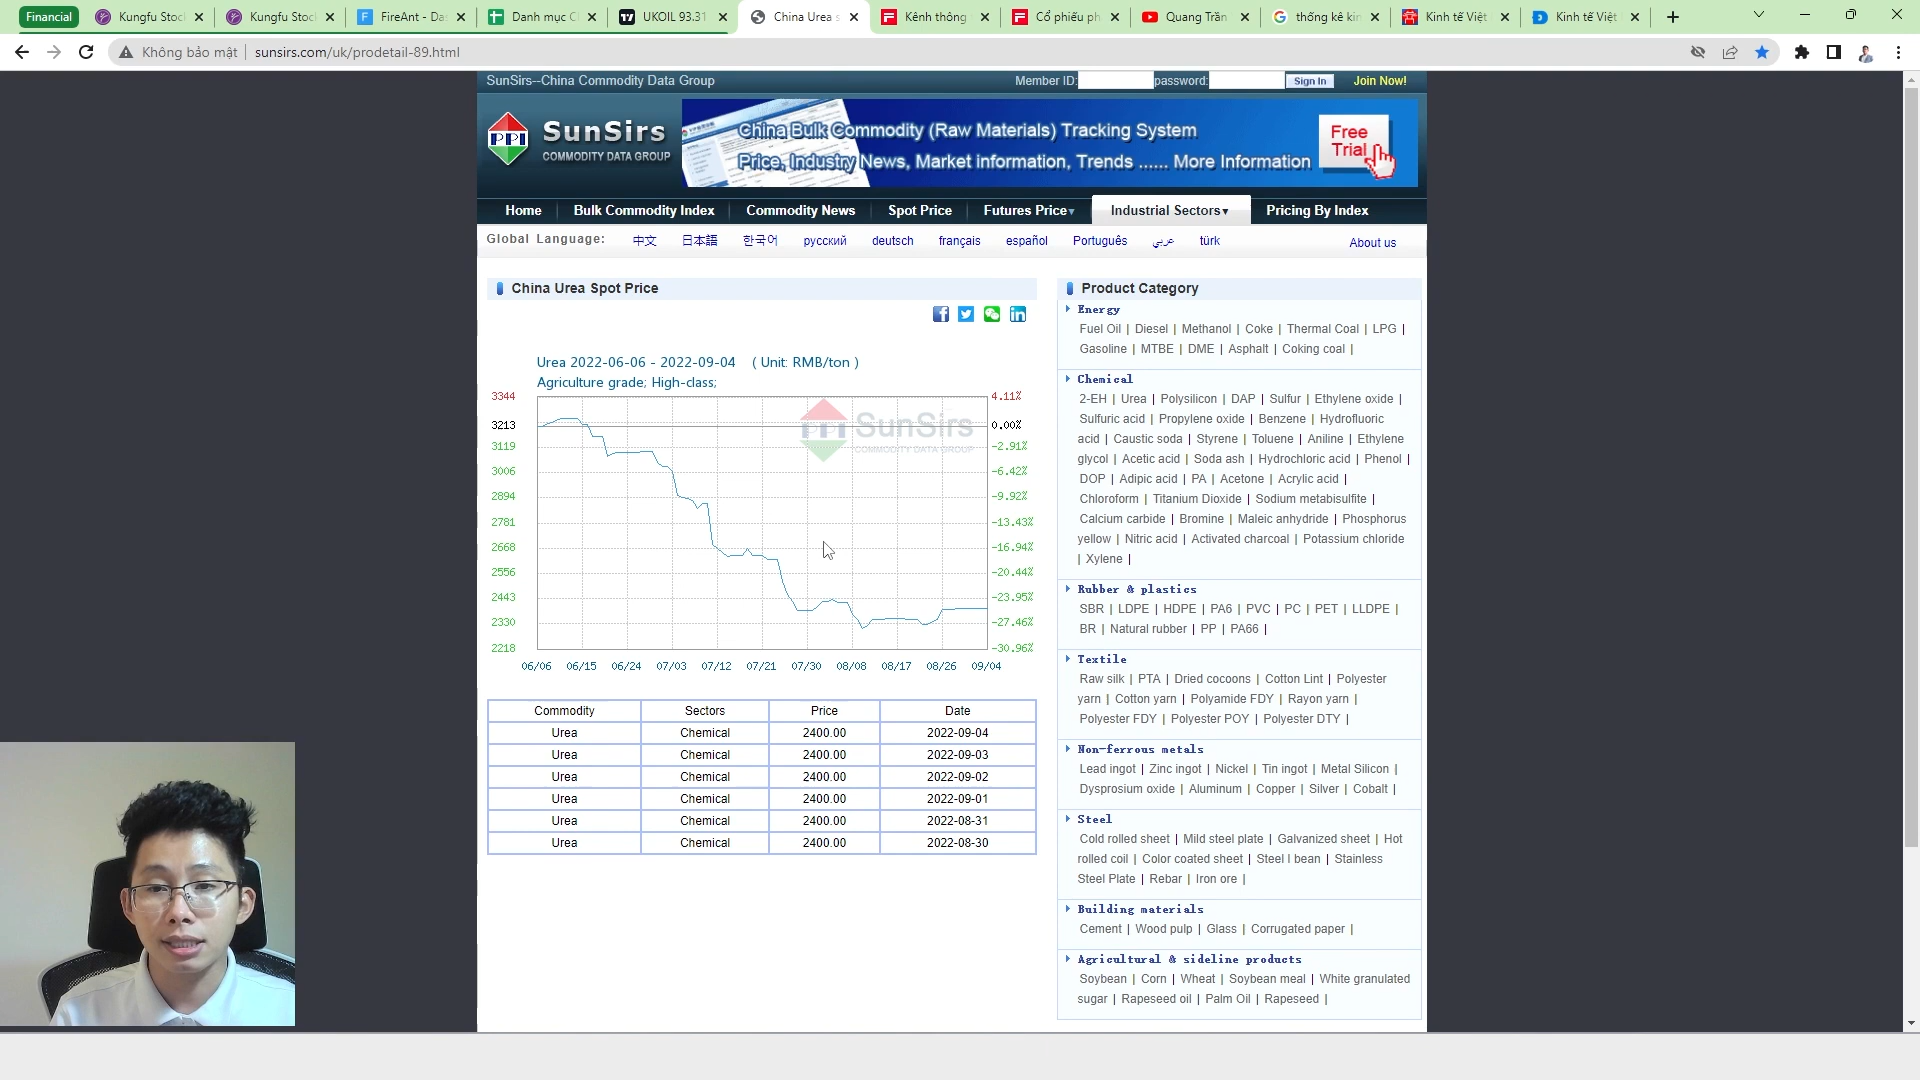 Financial
Kungfu Stoc
Kungfu Stoc
FireAnt - Da
Danh mục C
UKOIL 93.31
China Urea s
Kênh thông
Cổ phiếu ph
Quang Trần
thống kê kin
Kinh tế Việt
Kinh tế Việt
Không bảo mật
sunsirs.com/uk/prodetail-89.html
SunSirs--China Commodity Data Group
Member ID:
password:
Sign In
Join Now!
PPI
SunSirs
COMMODITY DATA GROUP
China Bulk Commodity (Raw Materials) Tracking System
Price, Industry News, Market information, Trends ...... More Information
Free
Trial
Home
Bulk Commodity Index
Commodity News
Spot Price
Futures Price▾
Industrial Sectors▾
Pricing By Index
Global Language:
中文
日本語
한국어
русский
deutsch
français
español
Português
عربي
türk
About us
China Urea Spot Price
Urea 2022-06-06 - 2022-09-04 ( Unit: RMB/ton )
Agriculture grade; High-class;
3344
3213
3119
3006
2894
2781
2668
2556
2443
2330
2218
4.11%
0.00%
-2.91%
-6.42%
-9.92%
-13.43%
-16.94%
-20.44%
-23.95%
-27.46%
-30.96%
PPI
SunSirs
COMMODITY DATA GROUP
06/06 06/15 06/24 07/03 07/12 07/21 07/30 08/08 08/17 08/26 09/04
Commodity Sectors Price Date
Urea Chemical 2400.00 2022-09-04
Urea Chemical 2400.00 2022-09-03
Urea Chemical 2400.00 2022-09-02
Urea Chemical 2400.00 2022-09-01
Urea Chemical 2400.00 2022-08-31
Urea Chemical 2400.00 2022-08-30
Product Category
Energy
Fuel Oil | Diesel | Methanol | Coke | Thermal Coal | LPG |
Gasoline | MTBE | DME | Asphalt | Coking coal |
Chemical
2-EH | Urea | Polysilicon | DAP | Sulfur | Ethylene oxide |
Sulfuric acid | Propylene oxide | Benzene | Hydrofluoric
acid | Caustic soda | Styrene | Toluene | Aniline | Ethylene
glycol | Acetic acid | Soda ash | Hydrochloric acid | Phenol |
DOP | Adipic acid | PA | Acetone | Acrylic acid |
Chloroform | Titanium Dioxide | Sodium metabisulfite |
Calcium carbide | Bromine | Maleic anhydride | Phosphorus
yellow | Nitric acid | Activated charcoal | Potassium chloride
| Xylene |
Rubber & plastics
SBR | LDPE | HDPE | PA6 | PVC | PC | PET | LLDPE |
BR | Natural rubber | PP | PA66 |
Textile
Raw silk | PTA | Dried cocoons | Cotton Lint | Polyester
yarn | Cotton yarn | Polyamide FDY | Rayon yarn |
Polyester FDY | Polyester POY | Polyester DTY |
Non-ferrous metals
Lead ingot | Zinc ingot | Nickel | Tin ingot | Metal Silicon |
Dysprosium oxide | Aluminum | Copper | Silver | Cobalt |
Steel
Cold rolled sheet | Mild steel plate | Galvanized sheet | Hot
rolled coil | Color coated sheet | Steel I bean | Stainless
Steel Plate | Rebar | Iron ore |
Building materials
Cement | Wood pulp | Glass | Corrugated paper |
Agricultural & sideline products
Soybean | Corn | Wheat | Soybean meal | White granulated
sugar | Rapeseed oil | Palm Oil | Rapeseed |